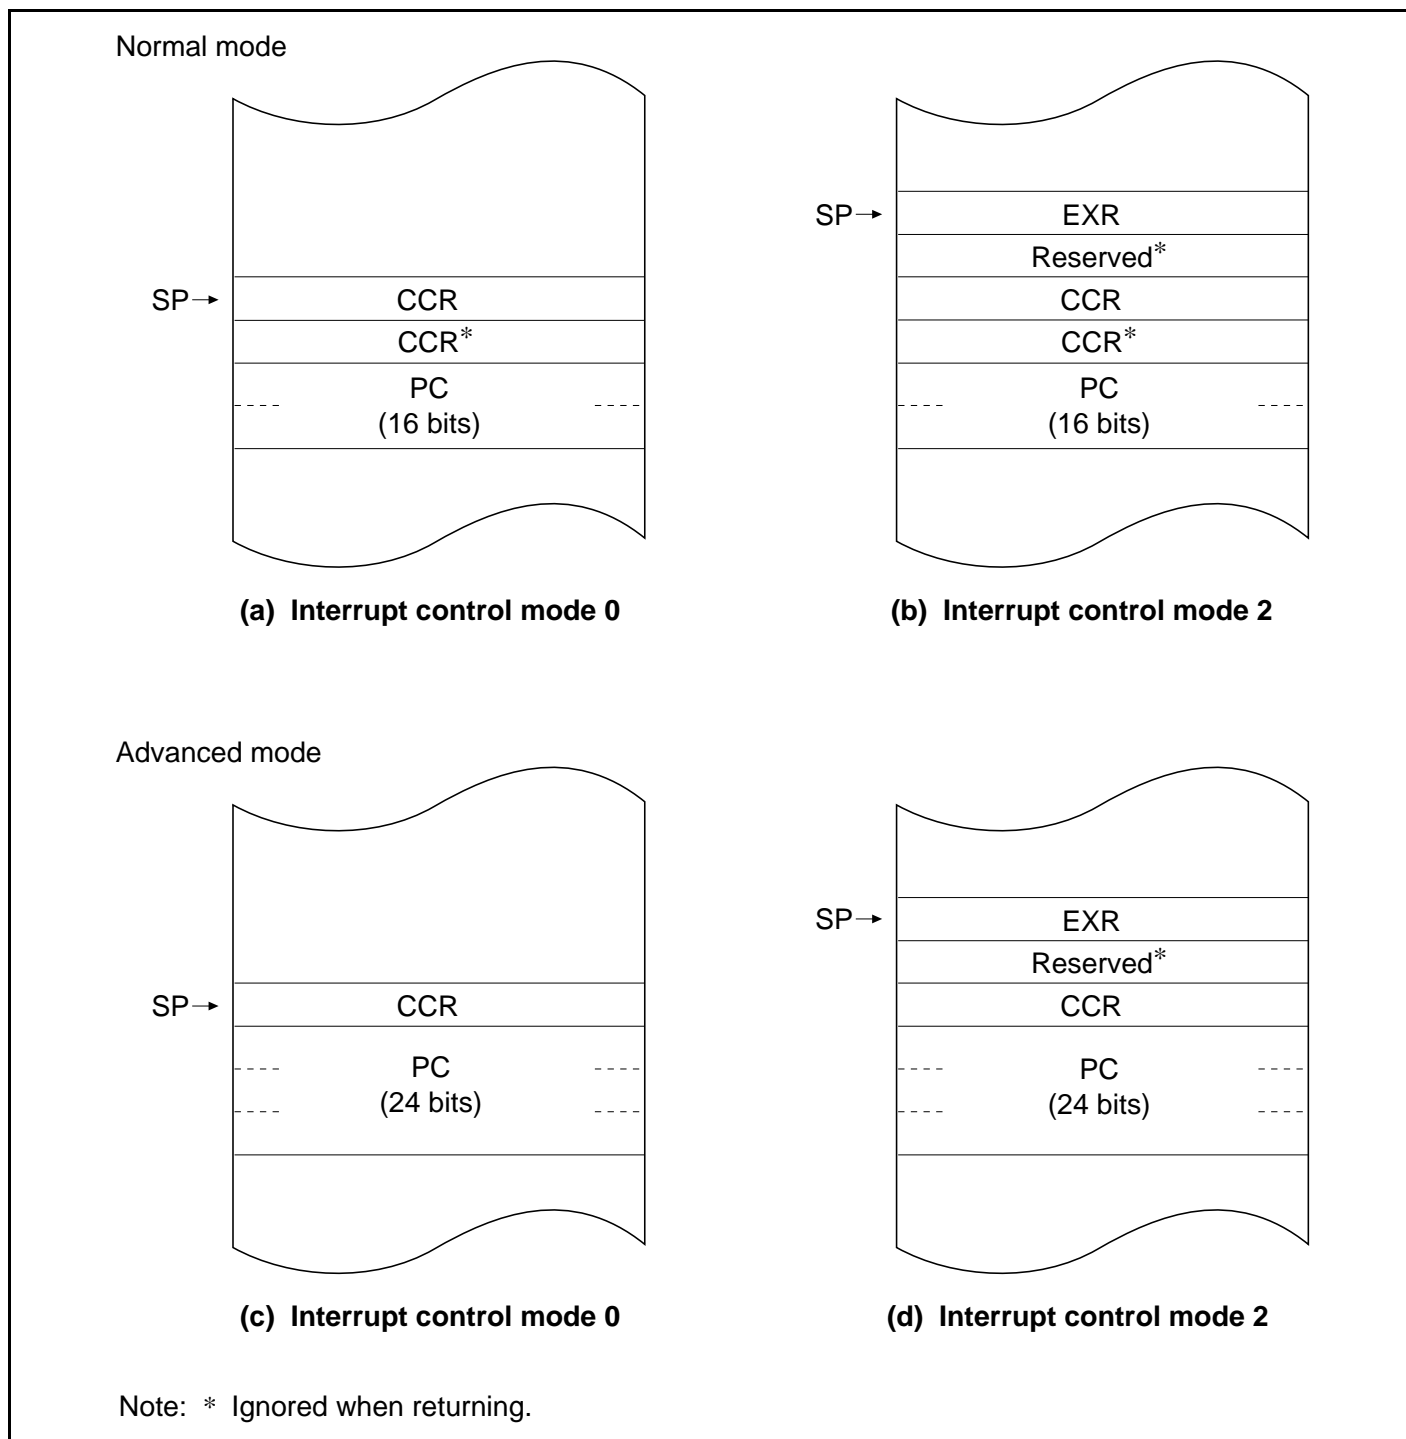 Normal mode
SP→
CCR
CCR*
PC
(16 bits)
(a) Interrupt control mode 0
SP→
EXR
Reserved*
CCR
CCR*
PC
(16 bits)
(b) Interrupt control mode 2
Advanced mode
SP→
CCR
PC
(24 bits)
(c) Interrupt control mode 0
SP→
EXR
Reserved*
CCR
PC
(24 bits)
(d) Interrupt control mode 2
Note: * Ignored when returning.